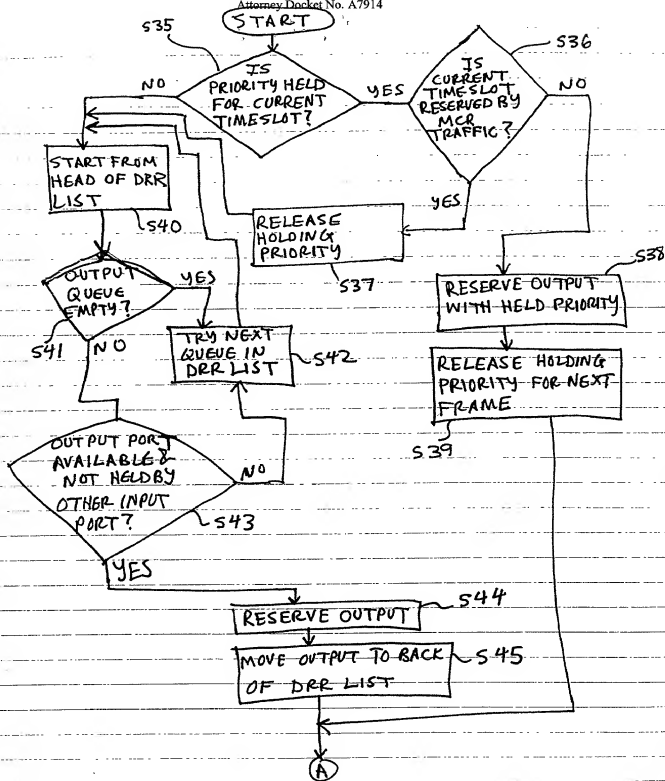 Attorney Docket No. A7914
START
S35
IS
PRIORITY HELD
FOR CURRENT
TIMESLOT?
NO
YES
S36
IS
CURRENT
TIMESLOT
RESERVED BY
MCR
TRAFFIC?
NO
YES
START FROM
HEAD OF DRR
LIST
S40
RELEASE
HOLDING
PRIORITY
S37
S38
RESERVE OUTPUT
WITH HELD PRIORITY
OUTPUT
QUEUE
EMPTY?
YES
S41
NO
TRY NEXT
QUEUE IN
DRR LIST
S42
RELEASE HOLDING
PRIORITY FOR NEXT
FRAME
S39
OUTPUT PORT
AVAILABLE &
NOT HELD BY
OTHER INPUT
PORT?
NO
S43
YES
RESERVE OUTPUT
S44
MOVE OUTPUT TO BACK
OF DRR LIST
S45
A